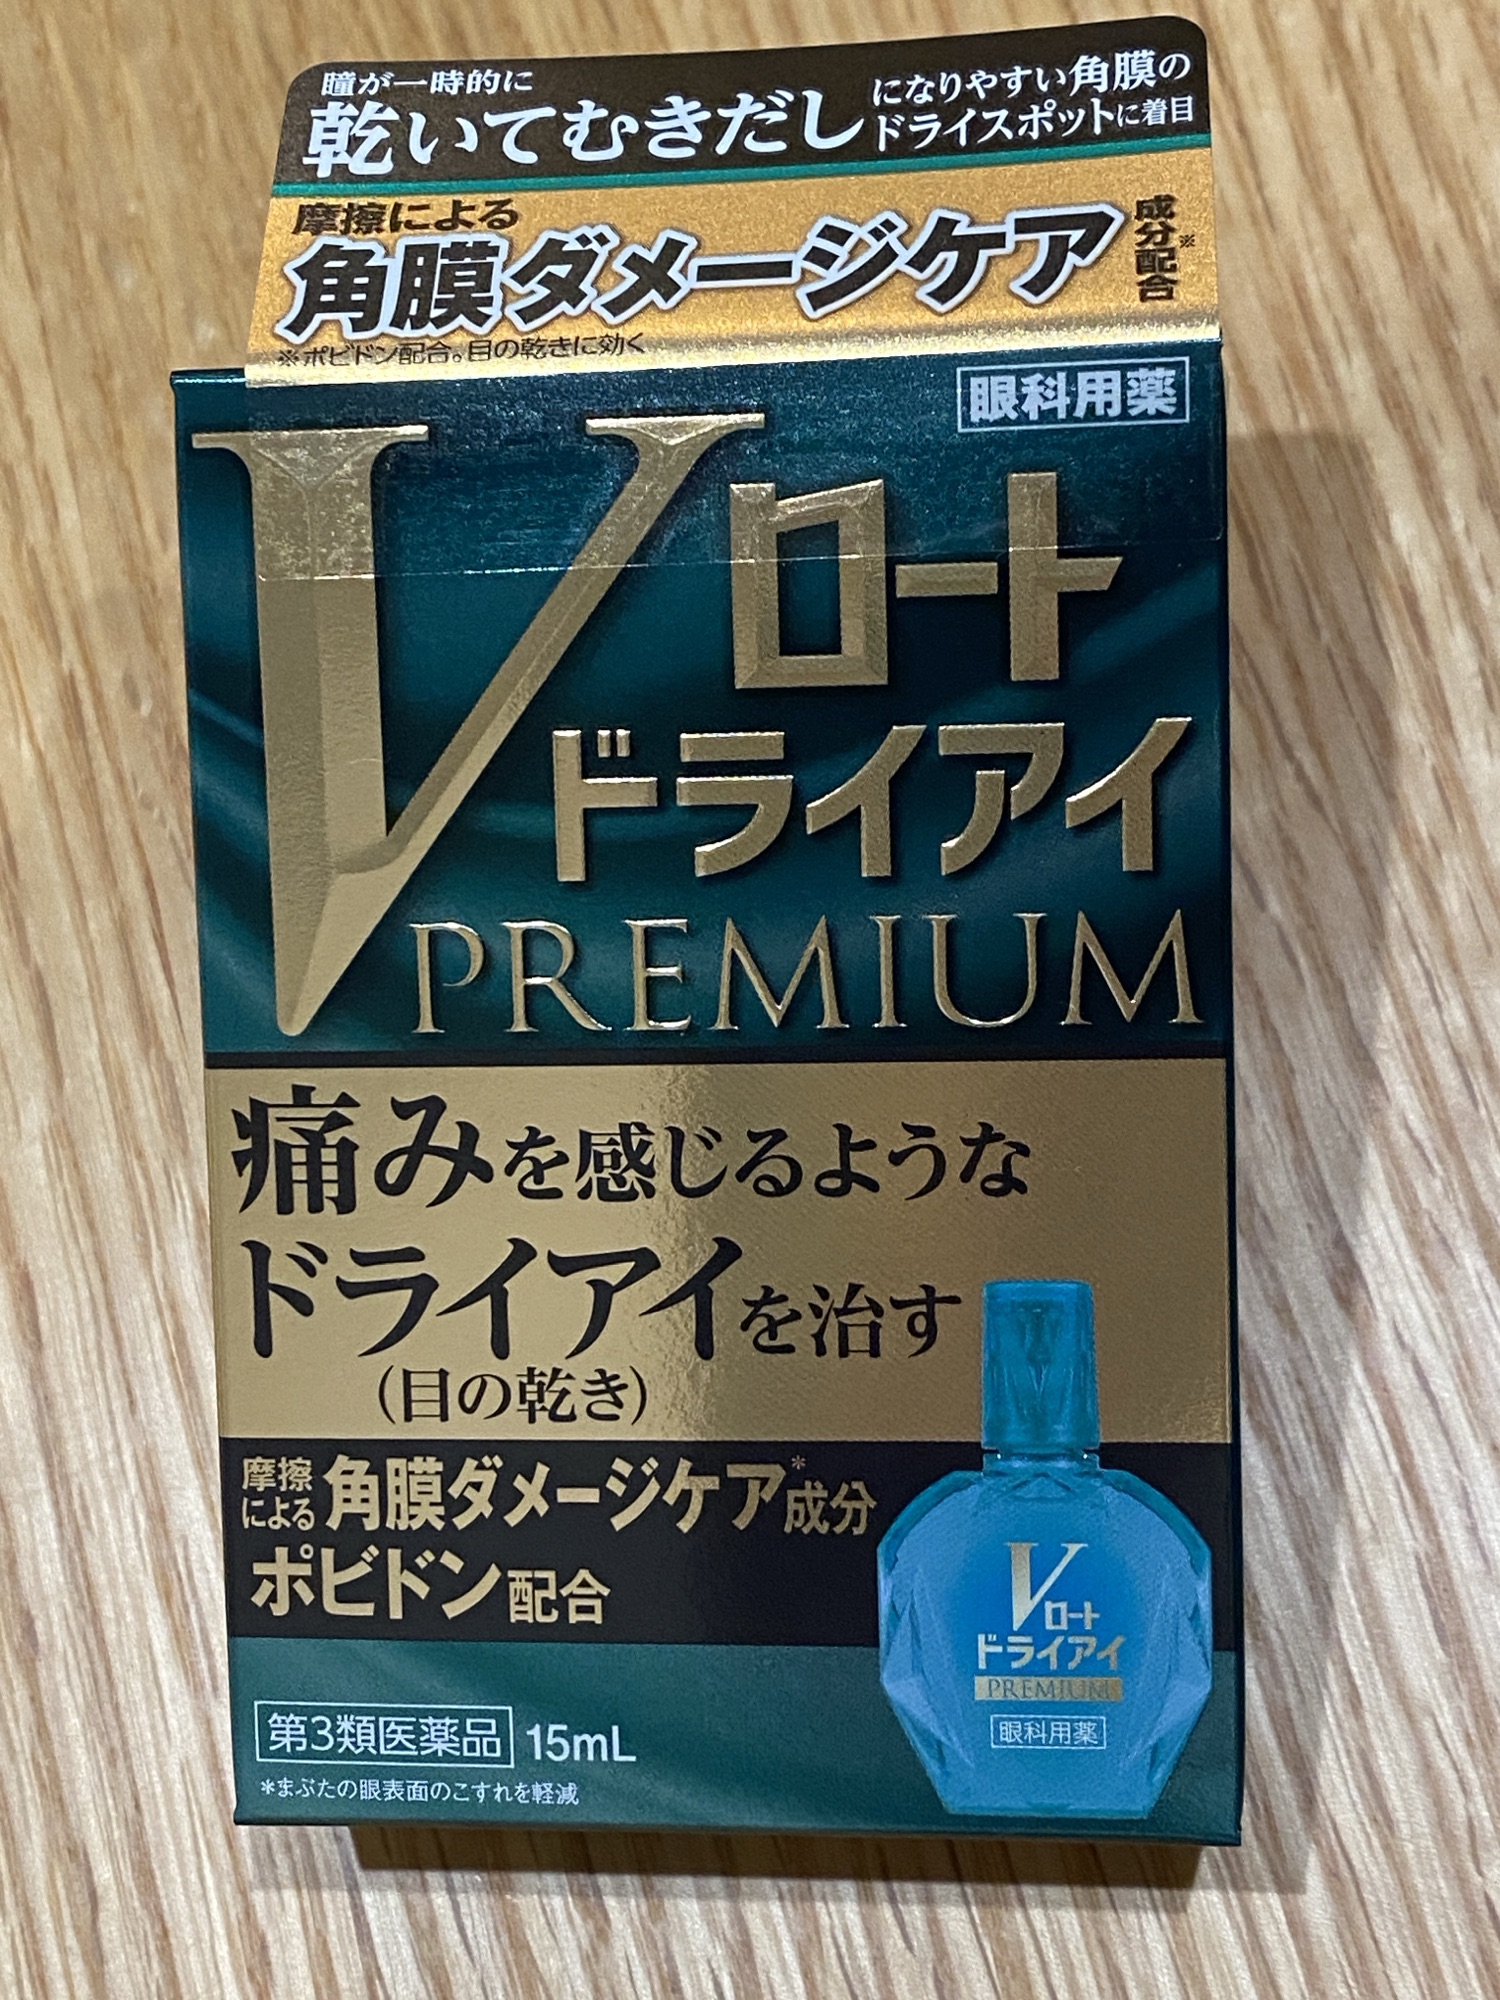 瞳が一時的に
乾いてむきだし
になりやすい角膜の
ドライスポットに着目
摩擦による
角膜ダメージケア
成分配合※
※ポビドン配合。目の乾きに効く
眼科用薬
V ロート
ドライアイ
PREMIUM
痛みを感じるような
ドライアイを治す
(目の乾き)
摩擦による
角膜ダメージケア*成分
ポビドン配合
V ロート
ドライアイ
PREMIUM
眼科用薬
第3類医薬品 15mL
*まぶたの眼表面のこすれを軽減